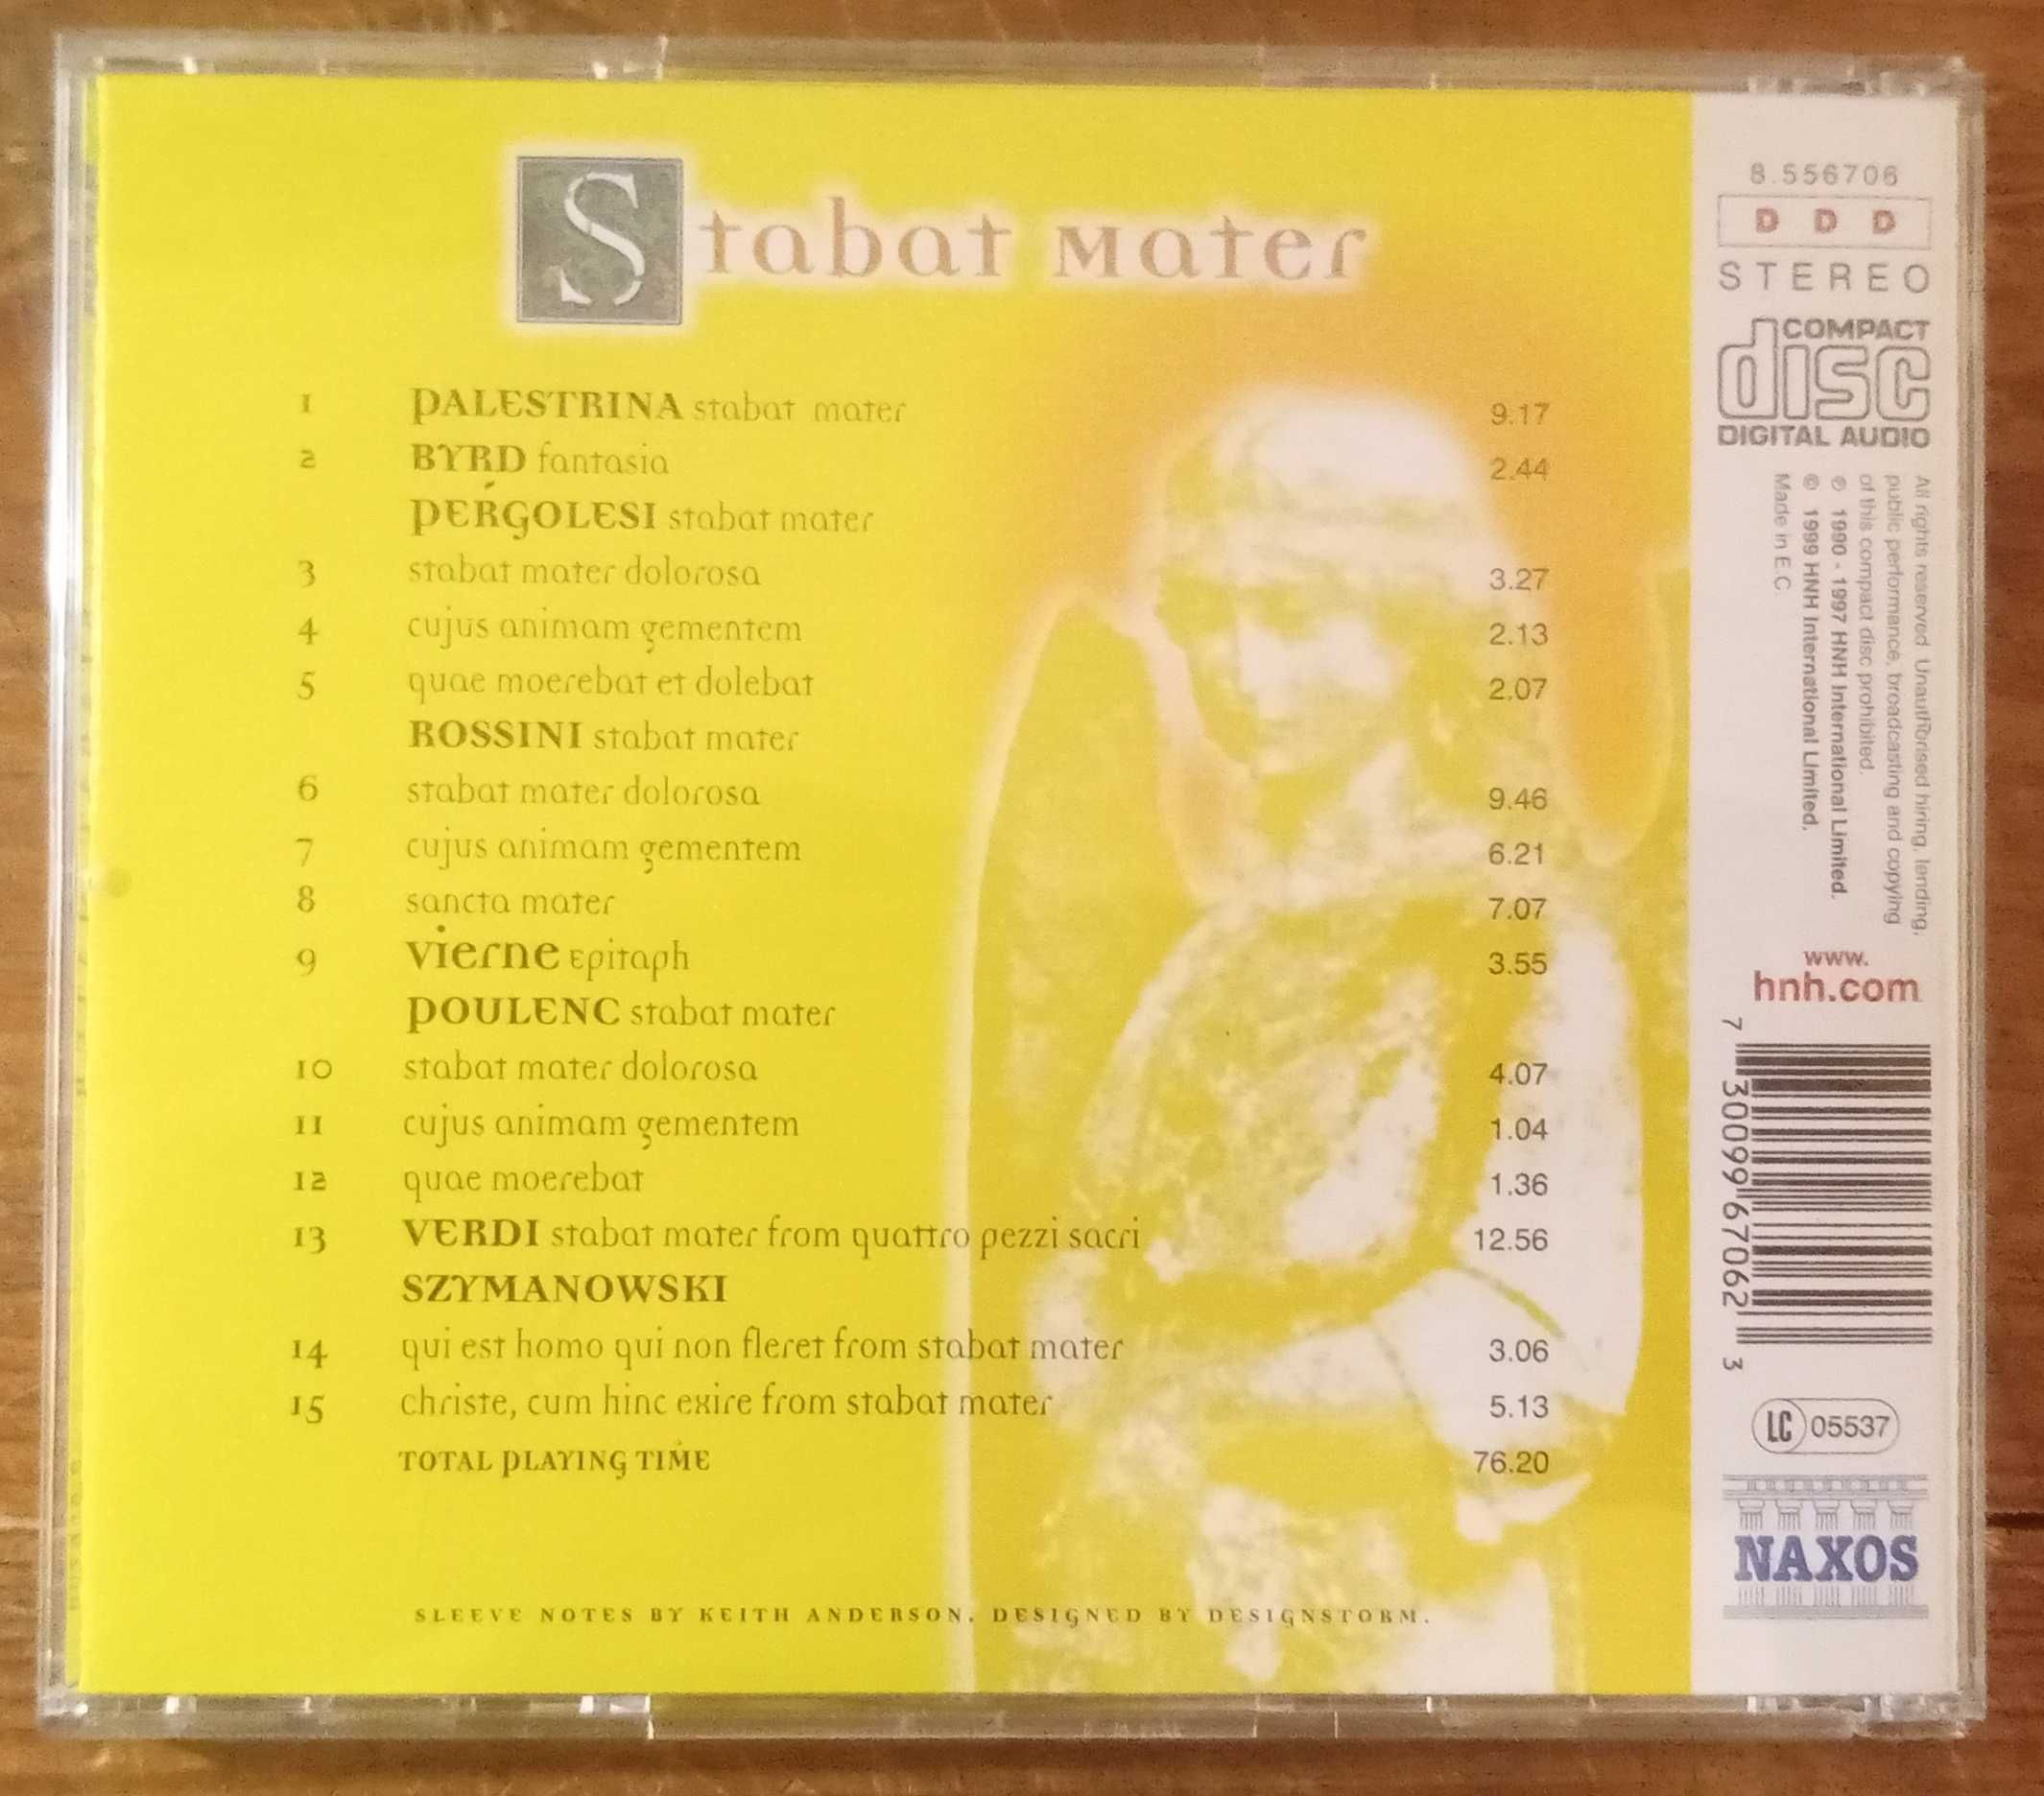 Stabat Mater
1 PALESTRINA stabat mater 9.17
2 BYRD fantasia 2.44
PERGOLESI stabat mater
3 stabat mater dolorosa 3.27
4 cujus animam gementem 2.13
5 quae moerebat et dolebat 2.07
ROSSINI stabat mater
6 stabat mater dolorosa 9.46
7 cujus animam gementem 6.21
8 sancta mater 7.07
9 Vierne Epitaph 3.55
POULENC stabat mater
10 stabat mater dolorosa 4.07
11 cujus animam gementem 1.04
12 quae moerebat 1.36
13 VERDI stabat mater from quattro pezzi sacri 12.56
SZYMANOWSKI
14 qui est homo qui non fleret from stabat mater 3.06
15 christe, cum hinc exire from stabat mater 5.13
TOTAL PLAYING TIME 76.20
SLEEVE NOTES BY KEITH ANDERSON. DESIGNED BY DESIGNSTORM.
8.556706
D D D
STEREO
COMPACT
disc
DIGITAL AUDIO
All rights reserved. Unauthorised hiring, lending,
public performance, broadcasting and copying
of this compact disc prohibited.
℗ 1990 - 1997 HNH International Limited.
© 1999 HNH International Limited.
Made in E.C.
www.
hnh.com
7 30099 67062 3
LC 05537
NAXOS